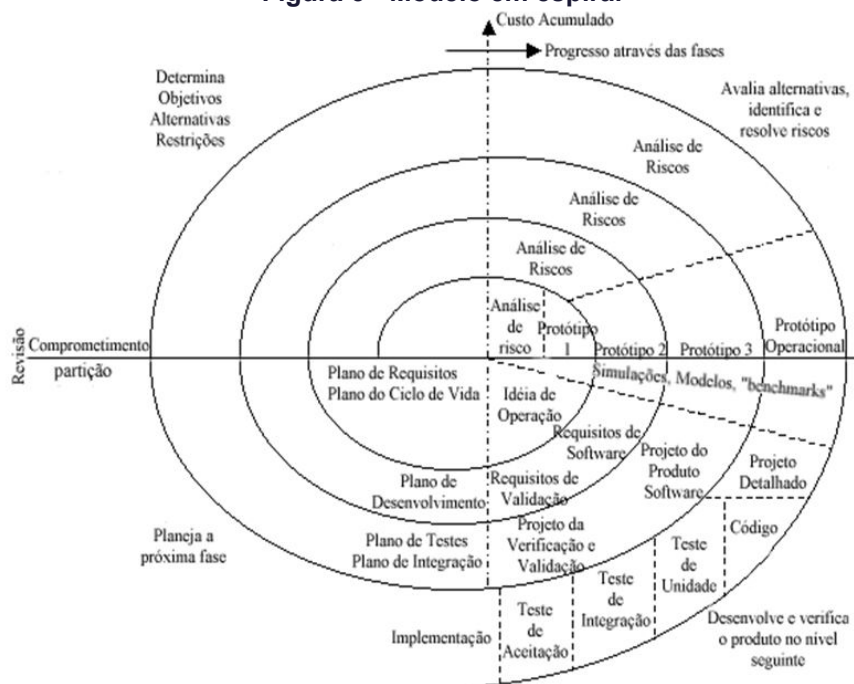 Custo Acumulado
Progresso através das fases
Determina
Objetivos
Alternativas
Restrições
Avalia alternativas,
identifica e
resolve riscos
Análise de
Riscos
Análise de
Riscos
Análise de
Riscos
Análise
de
risco
Protótipo
1
Protótipo 2
Protótipo 3
Protótipo
Operacional
Revisão
Comprometimento
partição
Simulações, Modelos, "benchmarks"
Plano de Requisitos
Plano do Ciclo de Vida
Idéia de
Operação
Requisitos de
Software
Projeto do
Produto
Software
Projeto
Detalhado
Plano de
Desenvolvimento
Requisitos de
Validação
Planeja a
próxima fase
Plano de Testes
Plano de Integração
Projeto da
Verificação e
Validação
Código
Teste
de
Unidade
Teste
de
Integração
Teste
de
Aceitação
Implementação
Desenvolve e verifica
o produto no nível
seguinte